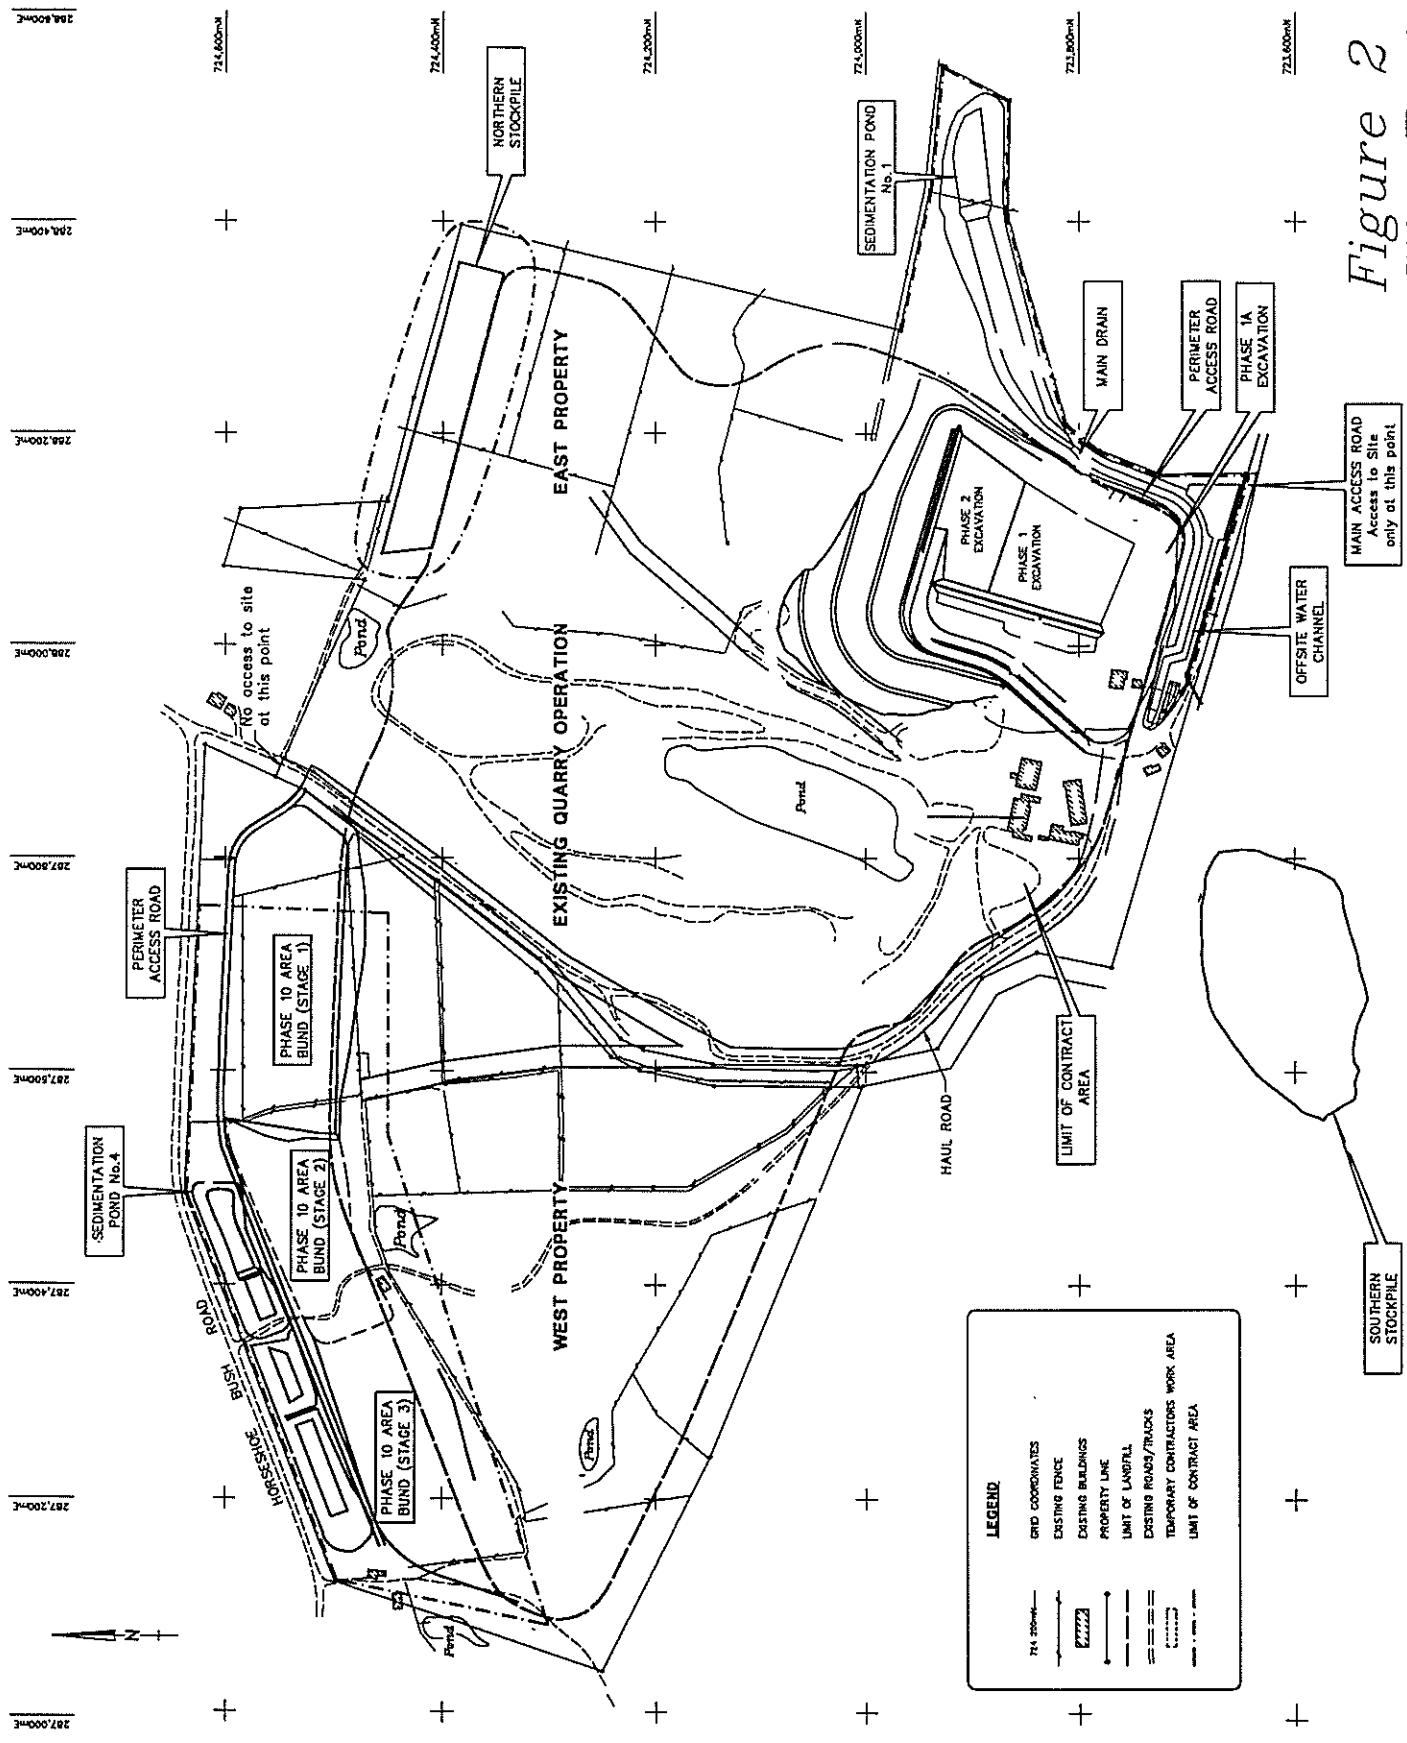 288,400mE
288,200mE
288,000mE
287,800mE
287,400mE
287,200mE
287,000mE
724,600mN
724,400mN
724,200mN
724,000mN
723,800mN
723,600mN
NORTHERN
STOCKPILE
SEDIMENTATION POND
No.1
MAIN DRAIN
PERIMETER
ACCESS ROAD
PHASE 1A
EXCAVATION
MAIN ACCESS ROAD
Access to Site
only at this point
OFFSITE WATER
CHANNEL
Figure 2
EAST PROPERTY
PHASE 2
EXCAVATION
PHASE 1
EXCAVATION
No access to site
at this point
Pond
EXISTING QUARRY OPERATION
Pond
PERIMETER
ACCESS ROAD
PHASE 10 AREA
BUND (STAGE 1)
SEDIMENTATION
POND No.4
PHASE 10 AREA
BUND (STAGE 2)
Pond
WEST PROPERTY
HAUL ROAD
LIMIT OF CONTRACT
AREA
SOUTHERN
STOCKPILE
HORSESHOE BUSH ROAD
PHASE 10 AREA
BUND (STAGE 3)
Pond
Pond
N
LEGEND
724 200mN GRID COORDINATES
EXISTING FENCE
EXISTING BUILDINGS
PROPERTY LINE
LIMIT OF LANDFILL
EXISTING ROADS/TRACKS
TEMPORARY CONTRACTORS WORK AREA
LIMIT OF CONTRACT AREA